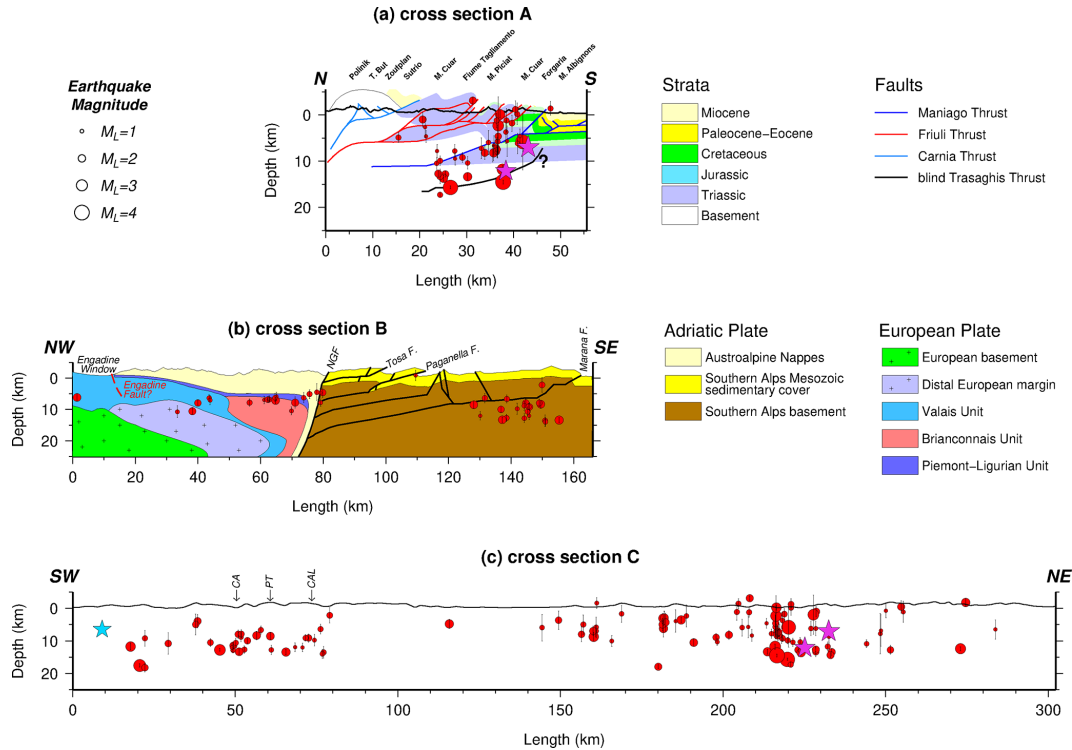 (a) cross section A
Earthquake
Magnitude
ML=1
ML=2
ML=3
ML=4
N
S
Polinik
T. But
Zoufplan
Sutrio
M. Cuar
Fiume Tagliamento
M. Piciat
M. Cuar
Forgaria
M. Albignons
Depth (km)
0
10
20
?
0 10 20 30 40 50
Length (km)
Strata
Miocene
Paleocene−Eocene
Cretaceous
Jurassic
Triassic
Basement
Faults
Maniago Thrust
Friuli Thrust
Carnia Thrust
blind Trasaghis Thrust
(b) cross section B
NW
SE
Engadine
Window
Engadine
Fault?
NGF
Tosa F.
Paganella F.
Marana F.
Depth (km)
0
10
20
0 20 40 60 80 100 120 140 160
Length (km)
Adriatic Plate
Austroalpine Nappes
Southern Alps Mesozoic
sedimentary cover
Southern Alps basement
European Plate
European basement
Distal European margin
Valais Unit
Brianconnais Unit
Piemont−Ligurian Unit
(c) cross section C
SW
NE
CA
PT
CAL
Depth (km)
0
10
20
0 50 100 150 200 250 300
Length (km)